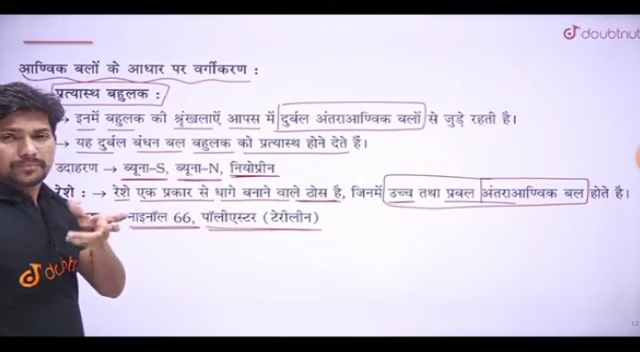 doubtnut
आण्विक बलों के आधार पर वर्गीकरण :
प्रत्यास्थ बहुलक :
→ इनमें बहुलक की श्रृंखलाऐं आपस में दुर्बल अंतराआण्विक बलों से जुड़े रहती है।
→ यह दुर्बल बंधन बल बहुलक को प्रत्यास्थ होने देते हैं।
उदाहरण – ब्यूना–S, ब्यूना–N, नियोप्रीन
रेशे : → रेशे एक प्रकार से धागे बनाने वाले ठोस है, जिनमें उच्च तथा प्रबल अंतराआण्विक बल होते है।
नाइनॉल 66, पॉलीएस्टर (टैरीलीन)